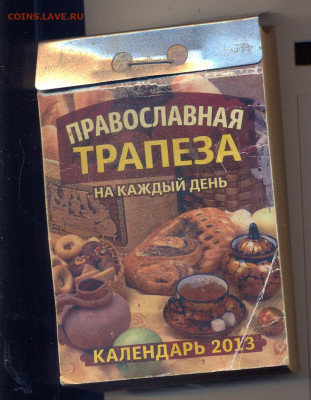 COINS.LAVE.RU
ПРАВОСЛАВНАЯ
ТРАПЕЗА
НА КАЖДЫЙ ДЕНЬ
КАЛЕНДАРЬ 2013